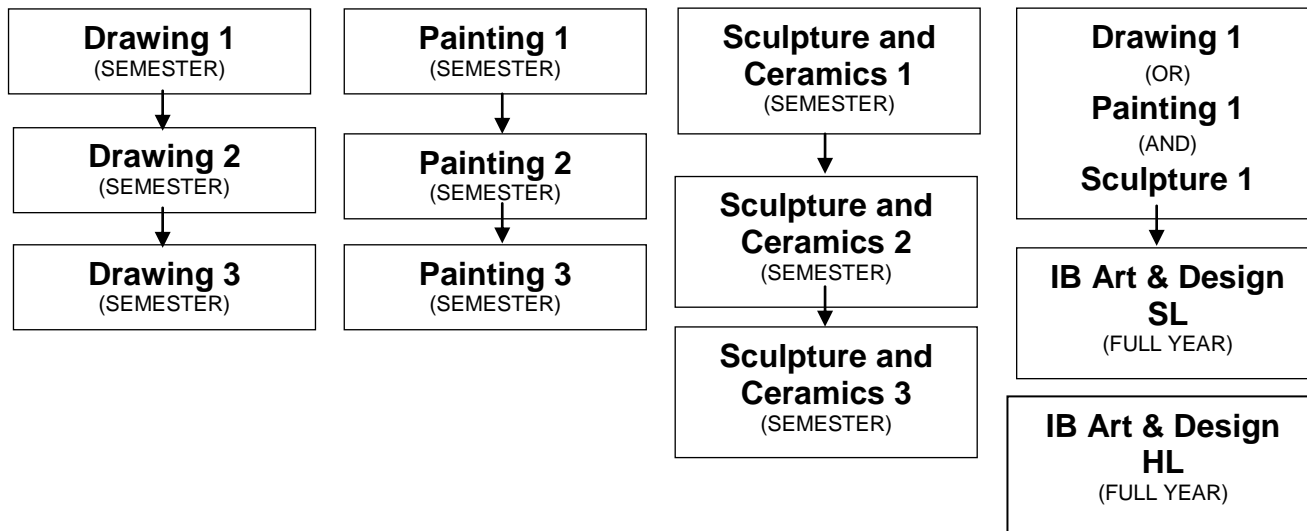 Drawing 1
(SEMESTER)
Drawing 2
(SEMESTER)
Drawing 3
(SEMESTER)
Painting 1
(SEMESTER)
Painting 2
(SEMESTER)
Painting 3
(SEMESTER)
Sculpture and
Ceramics 1
(SEMESTER)
Sculpture and
Ceramics 2
(SEMESTER)
Sculpture and
Ceramics 3
(SEMESTER)
Drawing 1
(OR)
Painting 1
(AND)
Sculpture 1
IB Art & Design
SL
(FULL YEAR)
IB Art & Design
HL
(FULL YEAR)